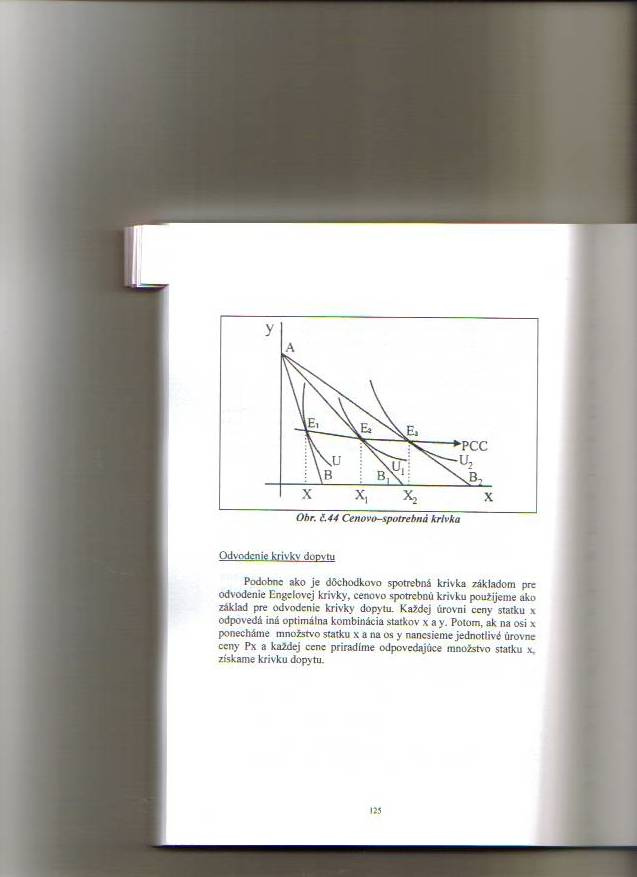 y
A
E₁
E₂
E₃
PCC
U
U₁
U₂
B
B₁
B₂
X X₁ X₂ X
Obr. č.44 Cenovo–spotrebná krivka
Odvodenie krivky dopytu
Podobne ako je dôchodkovo spotrebná krivka základom pre
odvodenie Engelovej krivky, cenovo spotrebnú krivku použijeme ako
základ pre odvodenie krivky dopytu. Každej úrovni ceny statku x
odpovedá iná optimálna kombinácia statkov x a y. Potom, ak na osi x
ponecháme množstvo statku x a na os y nanesieme jednotlivé úrovne
ceny Px a každej cene priradíme odpovedajúce množstvo statku x,
získame krivku dopytu.
125